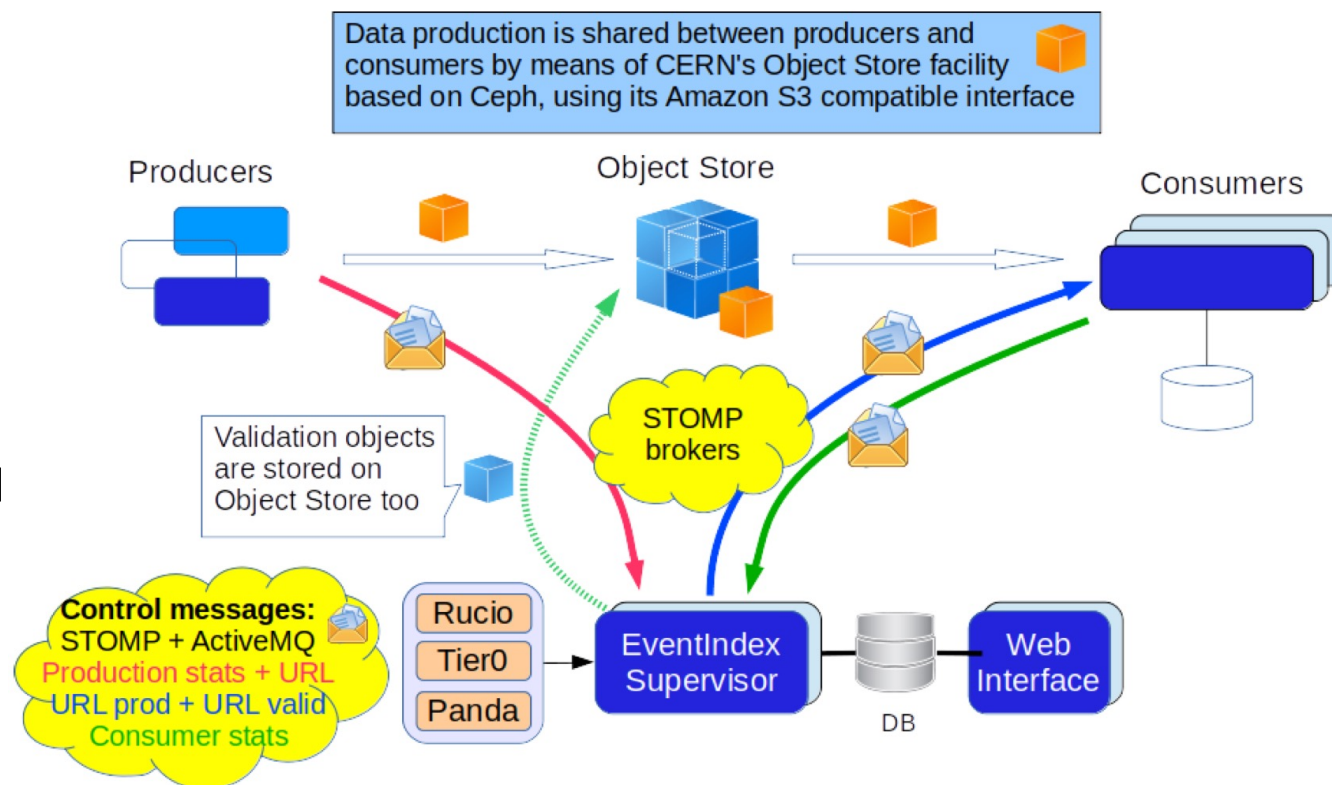 Data production is shared between producers and
consumers by means of CERN's Object Store facility
based on Ceph, using its Amazon S3 compatible interface
Producers
Object Store
Consumers
STOMP
brokers
Validation objects
are stored on
Object Store too
Control messages:
STOMP + ActiveMQ
Production stats + URL
URL prod + URL valid
Consumer stats
Rucio
Tier0
Panda
EventIndex
Supervisor
DB
Web
Interface